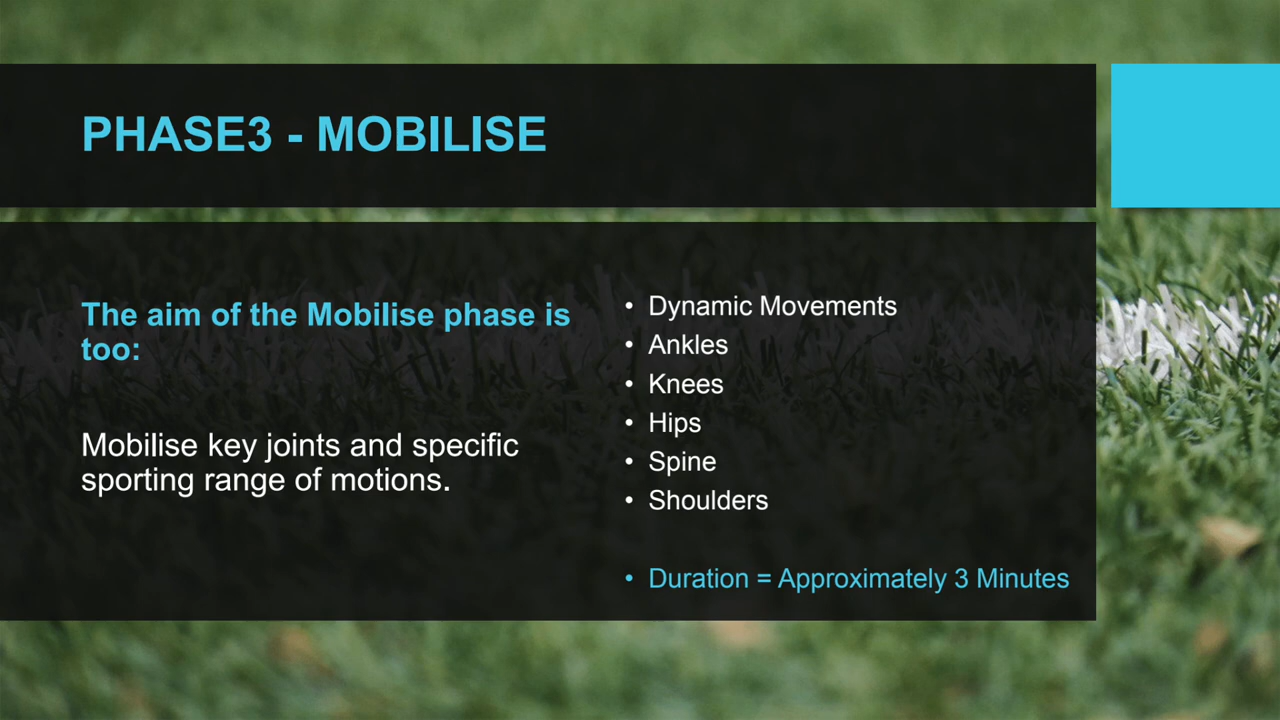 PHASE3 - MOBILISE
The aim of the Mobilise phase is
too:
Mobilise key joints and specific
sporting range of motions.
• Dynamic Movements
• Ankles
• Knees
• Hips
• Spine
• Shoulders
• Duration = Approximately 3 Minutes